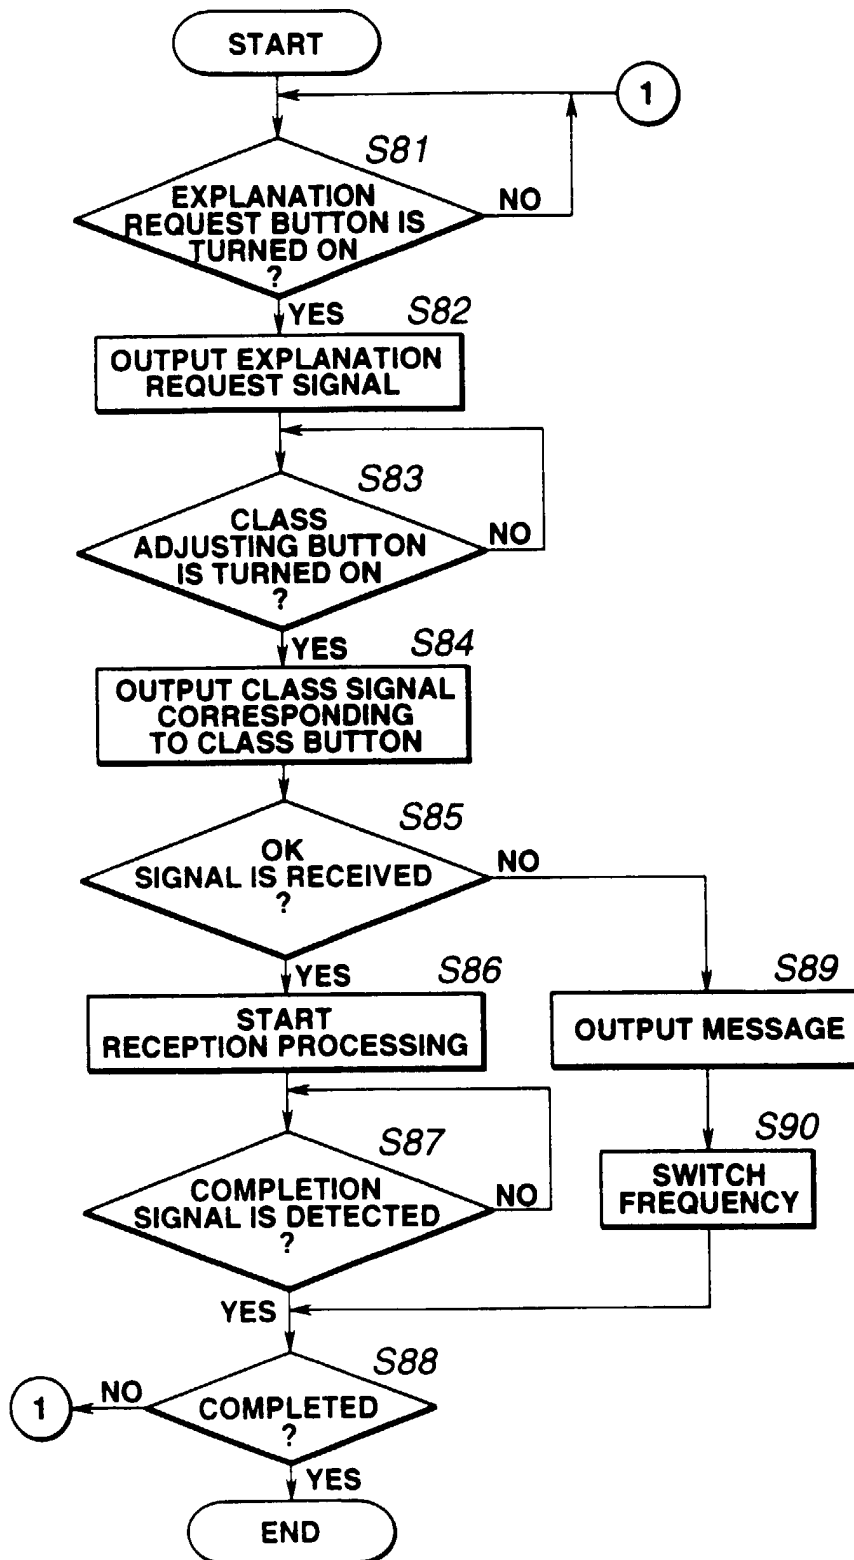 START
1
S81
EXPLANATION
REQUEST BUTTON IS
TURNED ON
?
NO
YES
S82
OUTPUT EXPLANATION
REQUEST SIGNAL
S83
CLASS
ADJUSTING BUTTON
IS TURNED ON
?
NO
YES
S84
OUTPUT CLASS SIGNAL
CORRESPONDING
TO CLASS BUTTON
S85
OK
SIGNAL IS RECEIVED
?
NO
YES
S86
START
RECEPTION PROCESSING
S89
OUTPUT MESSAGE
S87
COMPLETION
SIGNAL IS DETECTED
?
NO
S90
SWITCH
FREQUENCY
YES
S88
COMPLETED
?
NO
1
YES
END